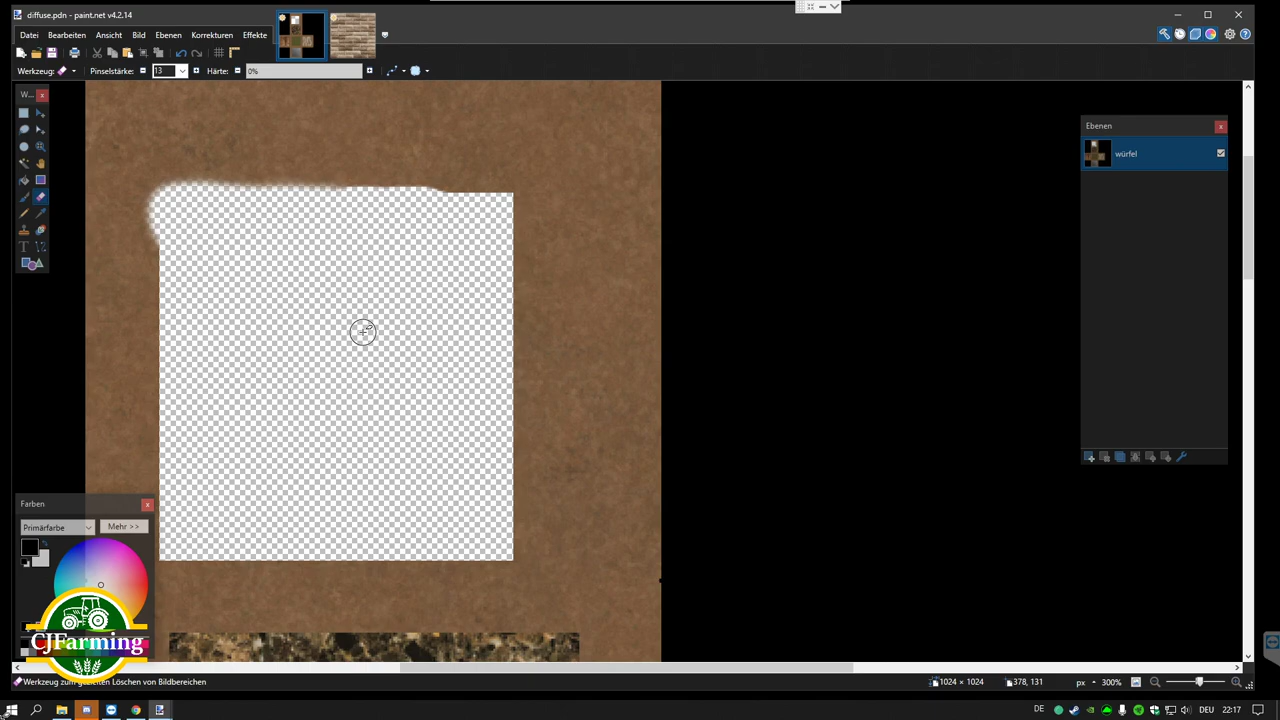 diffuse.pdn - paint.net v4.2.14
Datei Bearbeiten Ansicht Bild Ebenen Korrekturen Effekte
Werkzeug: Pinselstärke: 13 Härte: 0%
W...
Ebenen
würfel
Farben
Primärfarbe Mehr >>
CJFarming
Werkzeug zum gezielten Löschen von Bildbereichen
1024 × 1024 378, 131 px 300%
DE 22:17